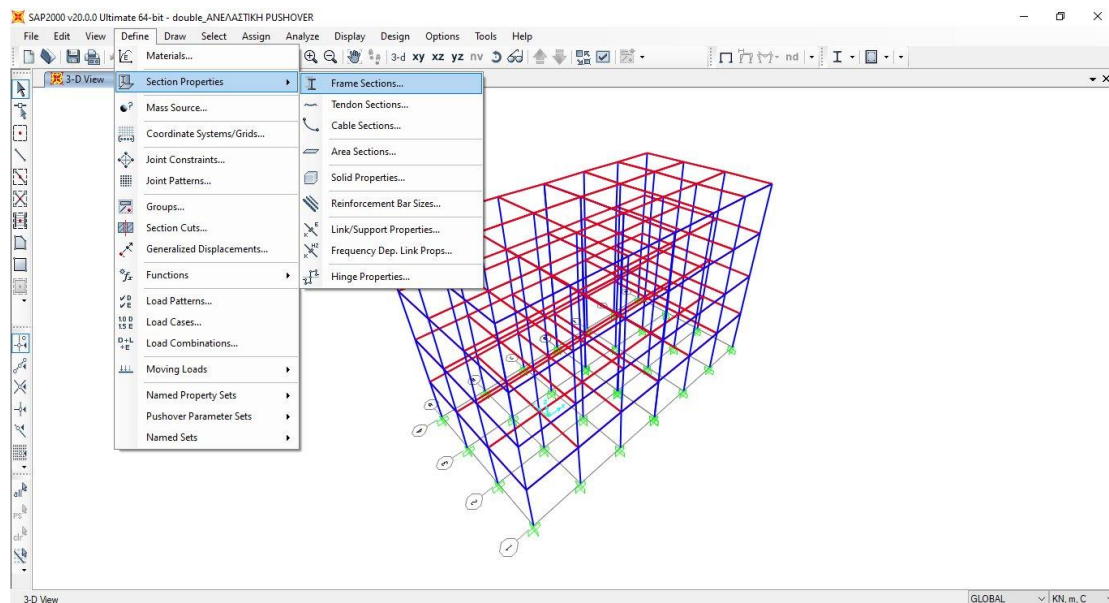 SAP2000 v20.0.0 Ultimate 64-bit - double_ΑΝΕΛΑΣΤΙΚΗ PUSHOVER
File Edit View Define Draw Select Assign Analyze Display Design Options Tools Help
3-d xy xz yz nv
nd
3-D View
Materials...
Section Properties
Mass Source...
Coordinate Systems/Grids...
Joint Constraints...
Joint Patterns...
Groups...
Section Cuts...
Generalized Displacements...
Functions
Load Patterns...
Load Cases...
Load Combinations...
Moving Loads
Named Property Sets
Pushover Parameter Sets
Named Sets
Frame Sections...
Tendon Sections...
Cable Sections...
Area Sections...
Solid Properties...
Reinforcement Bar Sizes...
Link/Support Properties...
Frequency Dep. Link Props...
Hinge Properties...
all
PS
clr
3-D View
GLOBAL
KN, m, C